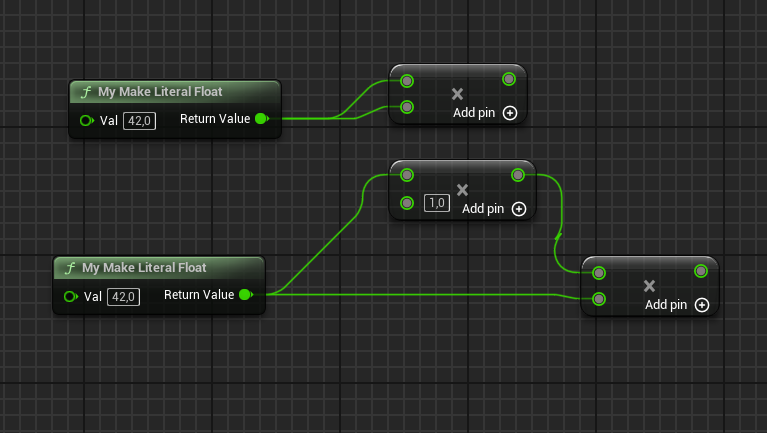 My Make Literal Float
Val 42,0 Return Value
Add pin
1,0
Add pin
My Make Literal Float
Val 42,0 Return Value
Add pin